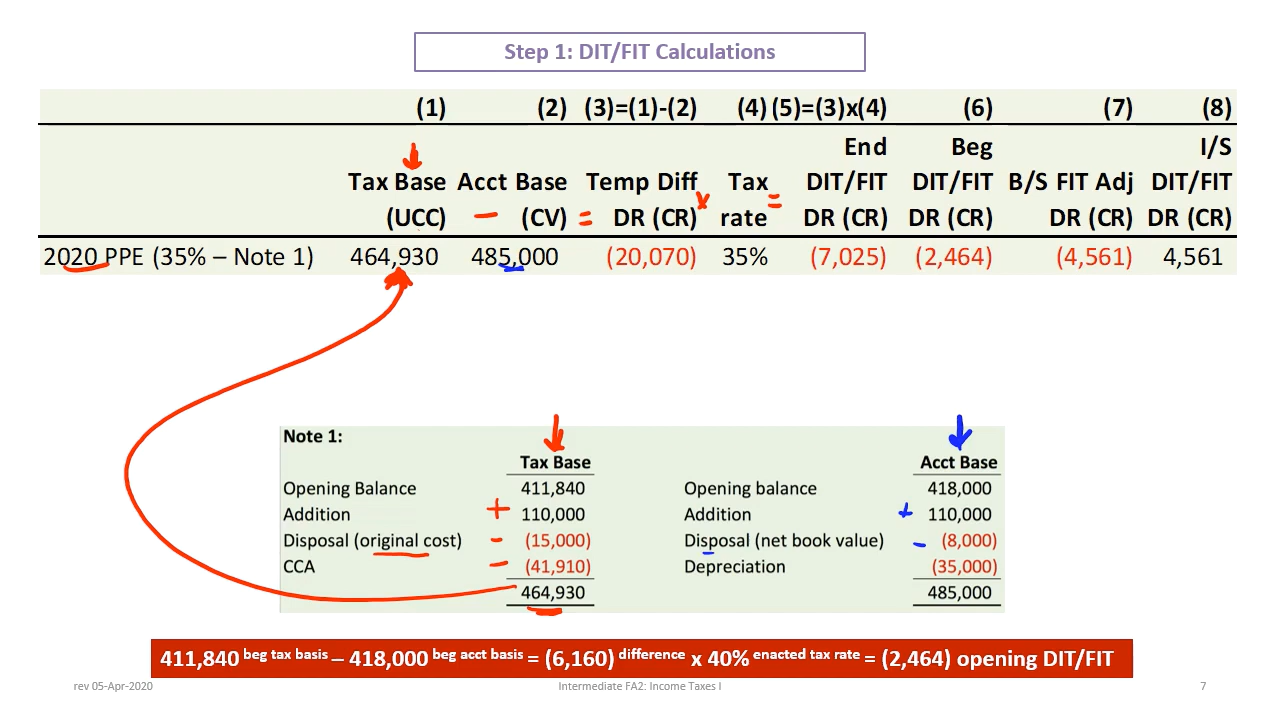 Step 1: DIT/FIT Calculations
(1) (2) (3)=(1)-(2) (4) (5)=(3)x(4) (6) (7) (8)
End Beg I/S
Tax Base Acct Base Temp Diff Tax DIT/FIT DIT/FIT B/S FIT Adj DIT/FIT
(UCC) − (CV) = DR (CR) x rate = DR (CR) DR (CR) DR (CR) DR (CR)
2020 PPE (35% – Note 1) 464,930 485,000 (20,070) 35% (7,025) (2,464) (4,561) 4,561
Note 1:
Tax Base Acct Base
Opening Balance 411,840 Opening balance 418,000
Addition + 110,000 Addition + 110,000
Disposal (original cost) - (15,000) Disposal (net book value) - (8,000)
CCA - (41,910) Depreciation (35,000)
464,930 485,000
411,840 beg tax basis – 418,000 beg acct basis = (6,160) difference x 40% enacted tax rate = (2,464) opening DIT/FIT
rev 05-Apr-2020 Intermediate FA2: Income Taxes I 7